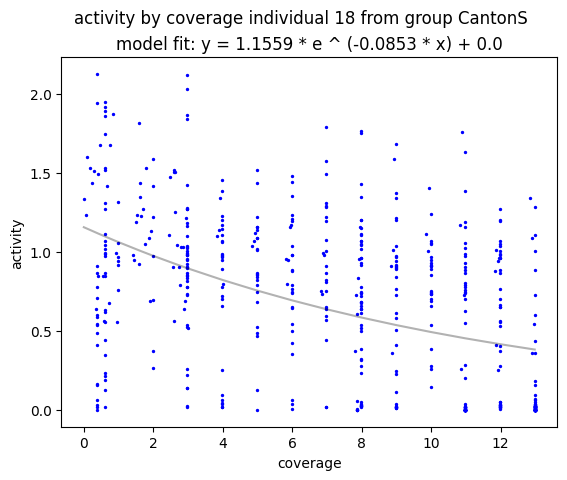 activity by coverage individual 18 from group CantonS
model fit: y = 1.1559 * e ^ (-0.0853 * x) + 0.0
2.0
1.5
1.0
0.5
0.0
activity
0 2 4 6 8 10 12
coverage